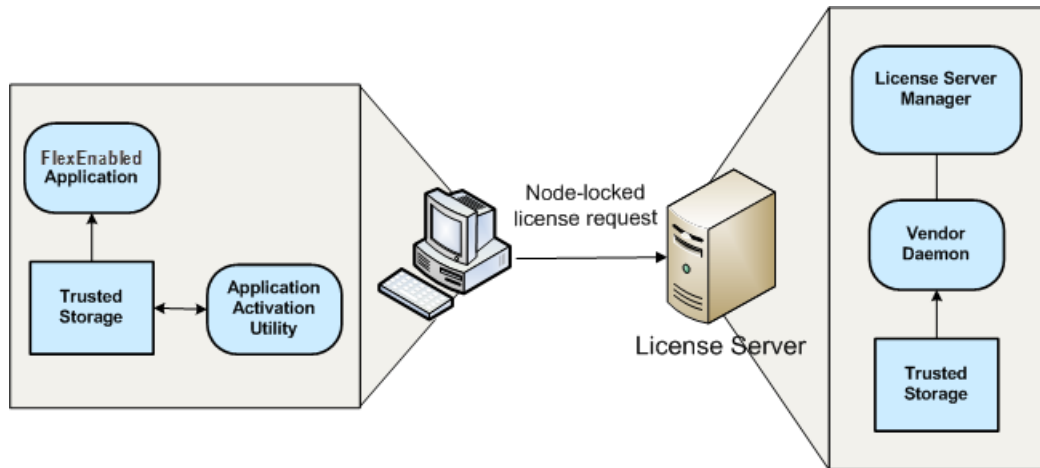 FlexEnabled
Application
Trusted
Storage
Application
Activation
Utility
Node-locked
license request
License Server
License Server
Manager
Vendor
Daemon
Trusted
Storage